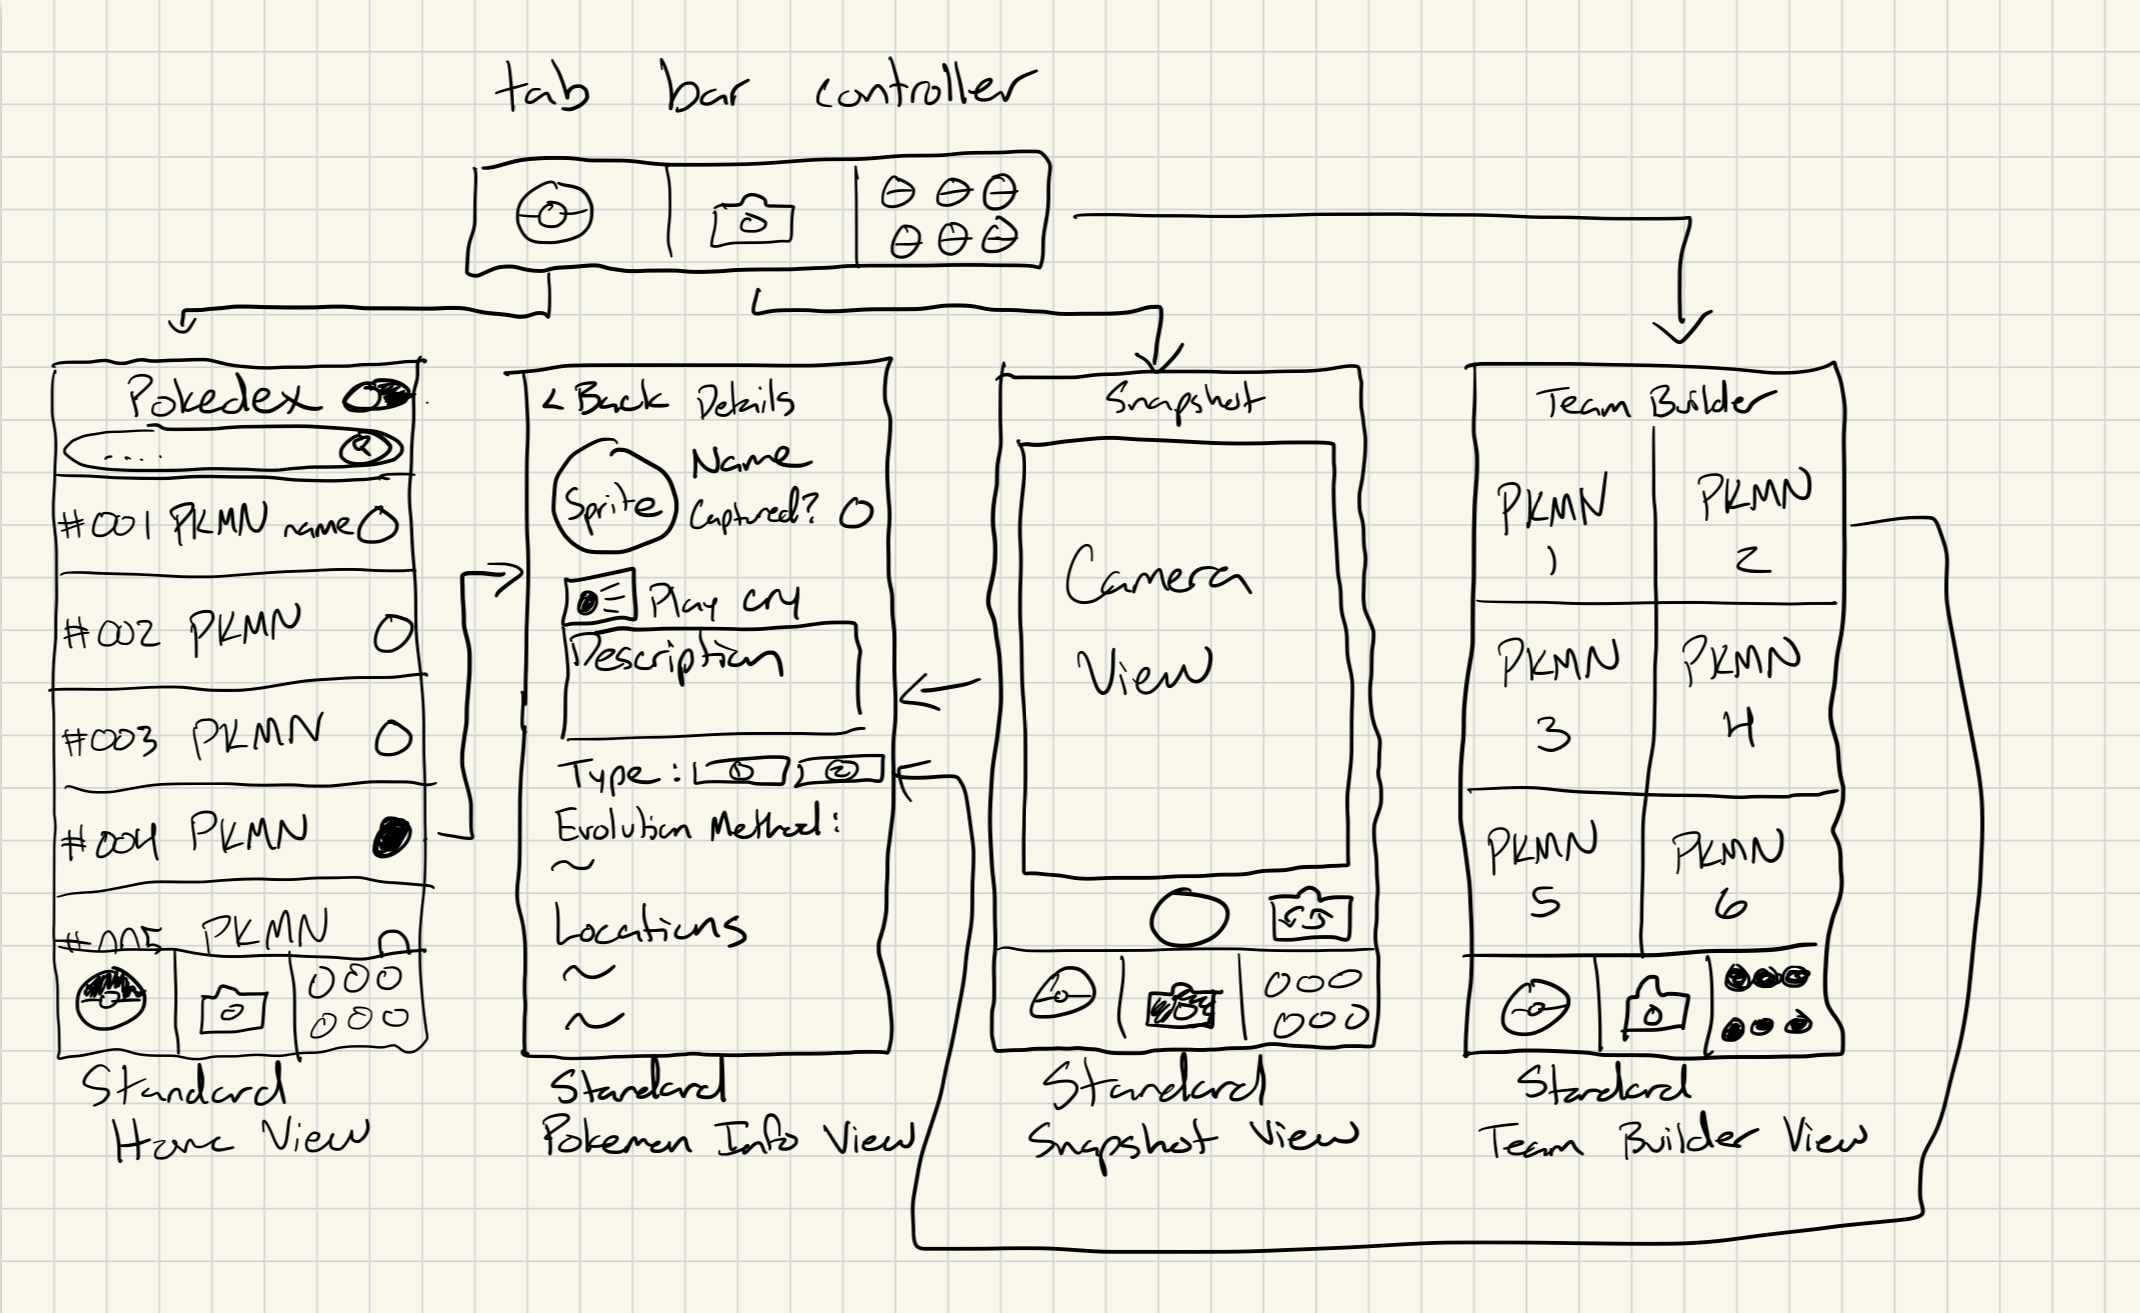 tab bar controller
Pokedex
....
#001 PKMN name
#002 PKMN
#003 PKMN
#004 PKMN
#005 PKMN
Standard
Home View
< Back Details
Sprite
Name
Captured?
Play cry
Description
Type: 1 2
Evolution Method:
~
Locations
~
~
Standard
Pokemon Info View
Snapshot
Camera
View
Standard
Snapshot View
Team Builder
PKMN
1
PKMN
2
PKMN
3
PKMN
4
PKMN
5
PKMN
6
Standard
Team Builder View